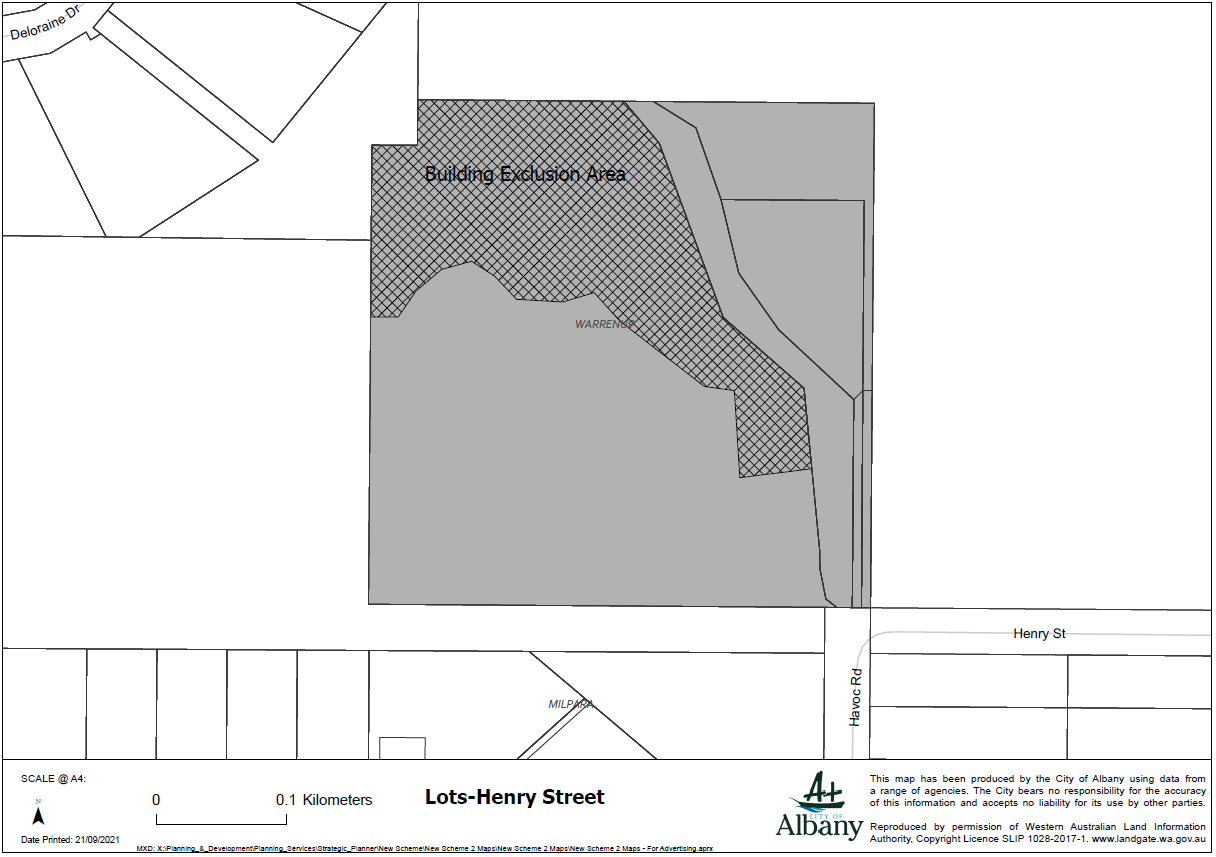 Deloraine Dr
Building Exclusion Area
WARRENUP
Henry St
Havoc Rd
MILPARA
SCALE @ A4:
N
Date Printed: 21/09/2021
0 0.1 Kilometers
MXD: X:\Planning_&_Development\Planning_Services\Strategic_Planner\New Scheme\New Scheme 2 Maps\New Scheme 2 Maps\New Scheme 2 Maps - For Advertising.aprx
Lots-Henry Street
CITY OF
Albany
This map has been produced by the City of Albany using data from
a range of agencies. The City bears no responsibility for the accuracy
of this information and accepts no liability for its use by other parties.
Reproduced by permission of Western Australian Land Information
Authority, Copyright Licence SLIP 1028-2017-1. www.landgate.wa.gov.au